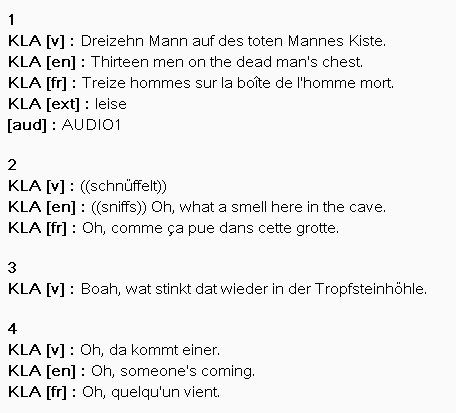 1
KLA [v] : Dreizehn Mann auf des toten Mannes Kiste.
KLA [en] : Thirteen men on the dead man's chest.
KLA [fr] : Treize hommes sur la boîte de l'homme mort.
KLA [ext] : leise
[aud] : AUDIO1
2
KLA [v] : ((schnüffelt))
KLA [en] : ((sniffs)) Oh, what a smell here in the cave.
KLA [fr] : Oh, comme ça pue dans cette grotte.
3
KLA [v] : Boah, wat stinkt dat wieder in der Tropfsteinhöhle.
4
KLA [v] : Oh, da kommt einer.
KLA [en] : Oh, someone's coming.
KLA [fr] : Oh, quelqu'un vient.